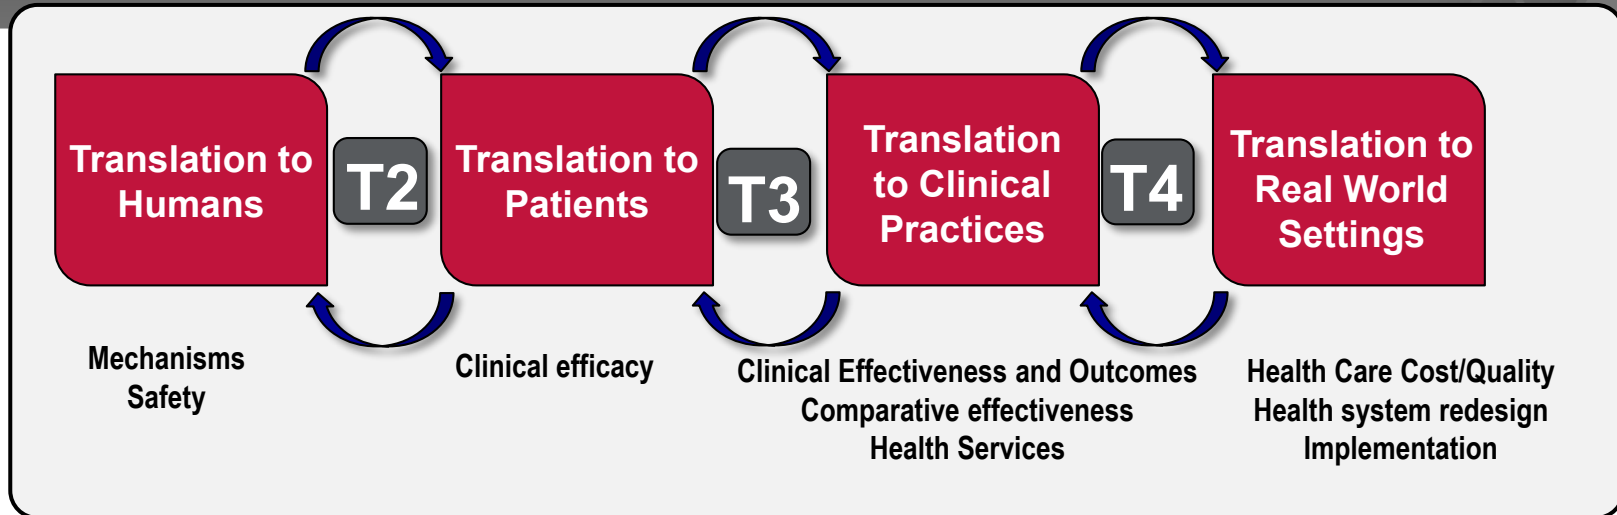 Translation to
Humans
T2
Translation to
Patients
T3
Translation
to Clinical
Practices
T4
Translation to
Real World
Settings
Mechanisms
Safety
Clinical efficacy
Clinical Effectiveness and Outcomes
Comparative effectiveness
Health Services
Health Care Cost/Quality
Health system redesign
Implementation